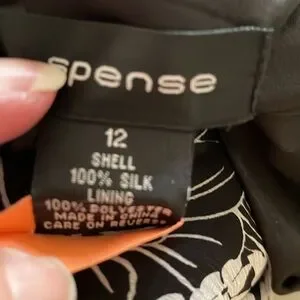 spense
12
SHELL
100% SILK
LINING
100% POLYESTER
MADE IN CHINA
CARE ON REVERSE